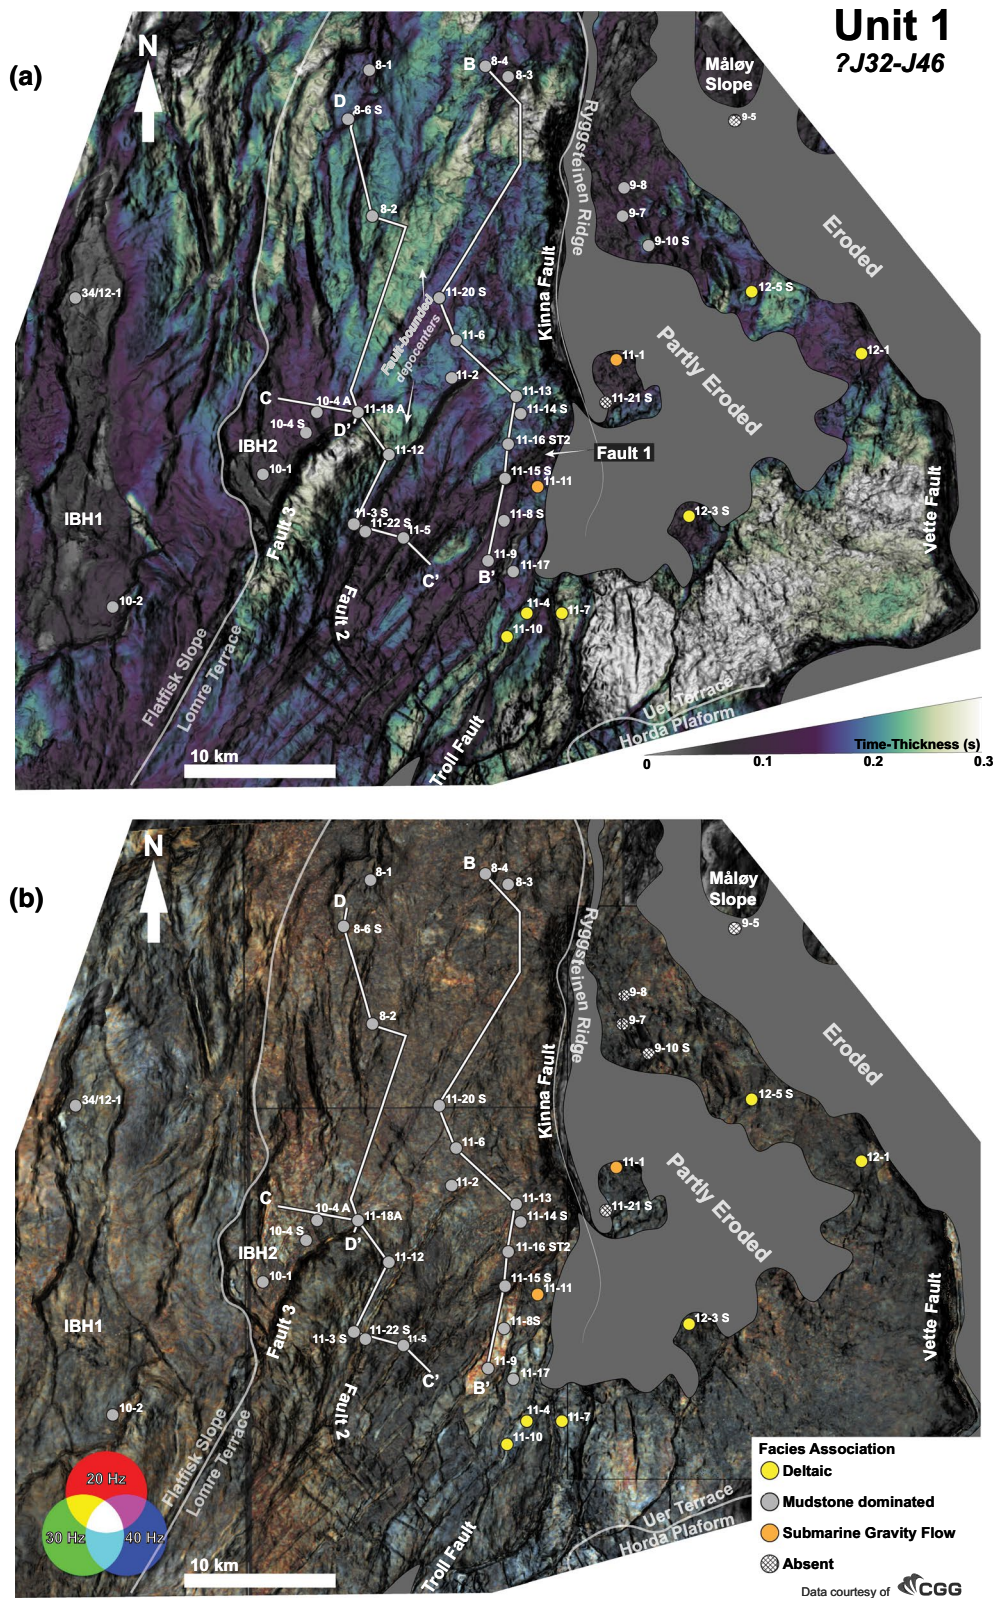 Unit 1
?J32-J46
(a)
N
8-1
B
8-4
8-3
Måløy
Slope
9-5
D
8-6 S
Ryggsteinen Ridge
9-8
9-7
8-2
9-10 S
Eroded
34/12-1
11-20 S
Kinna Fault
12-5 S
Fault-bounded
depocenters
11-6
Partly Eroded
11-1
12-1
11-2
C
10-4 A
11-18 A
11-13
11-21 S
11-14 S
D'
10-4 S
IBH2
11-12
11-16 ST2
Fault 1
10-1
11-15 S
11-11
IBH1
Fault 3
11-3 S
11-22 S
11-5
11-8 S
12-3 S
Vette Fault
11-9
B'
11-17
C'
10-2
Fault 2
11-4
11-7
11-10
Flatfisk Slope
Lomre Terrace
Uer Terrace
Horda Plaform
Troll Fault
10 km
Time-Thickness (s)
0
0.1
0.2
0.3
(b)
N
8-1
B
8-4
8-3
Måløy
Slope
9-5
D
8-6 S
Ryggsteinen Ridge
9-8
9-7
8-2
9-10 S
Eroded
34/12-1
11-20 S
Kinna Fault
12-5 S
11-6
Partly Eroded
11-1
12-1
11-2
C
10-4 A
11-18A
11-13
11-21 S
11-14 S
D'
10-4 S
IBH2
11-12
11-16 ST2
10-1
11-15 S
11-11
IBH1
Fault 3
11-3 S
11-22 S
11-5
11-8S
12-3 S
Vette Fault
11-9
B'
11-17
C'
10-2
Fault 2
11-4
11-7
11-10
Flatfisk Slope
Lomre Terrace
Uer Terrace
Horda Plaform
Troll Fault
20 Hz
30 Hz
40 Hz
10 km
Facies Association
Deltaic
Mudstone dominated
Submarine Gravity Flow
Absent
Data courtesy of CGG